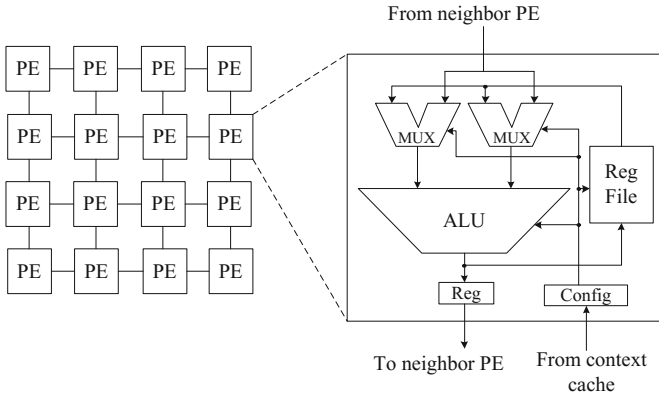 From neighbor PE
PE PE PE PE
PE PE PE PE
PE PE PE PE
PE PE PE PE
MUX MUX
Reg
File
ALU
Reg
Config
To neighbor PE
From context
cache